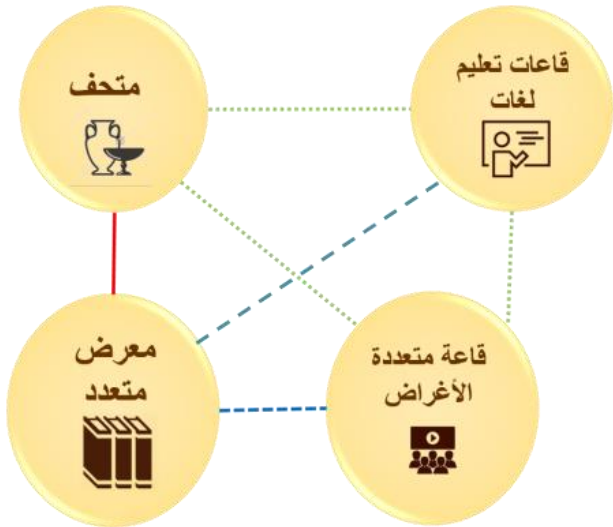 متحف
قاعات تعليم
لغات
معرض
متعدد
قاعة متعددة
الأغراض